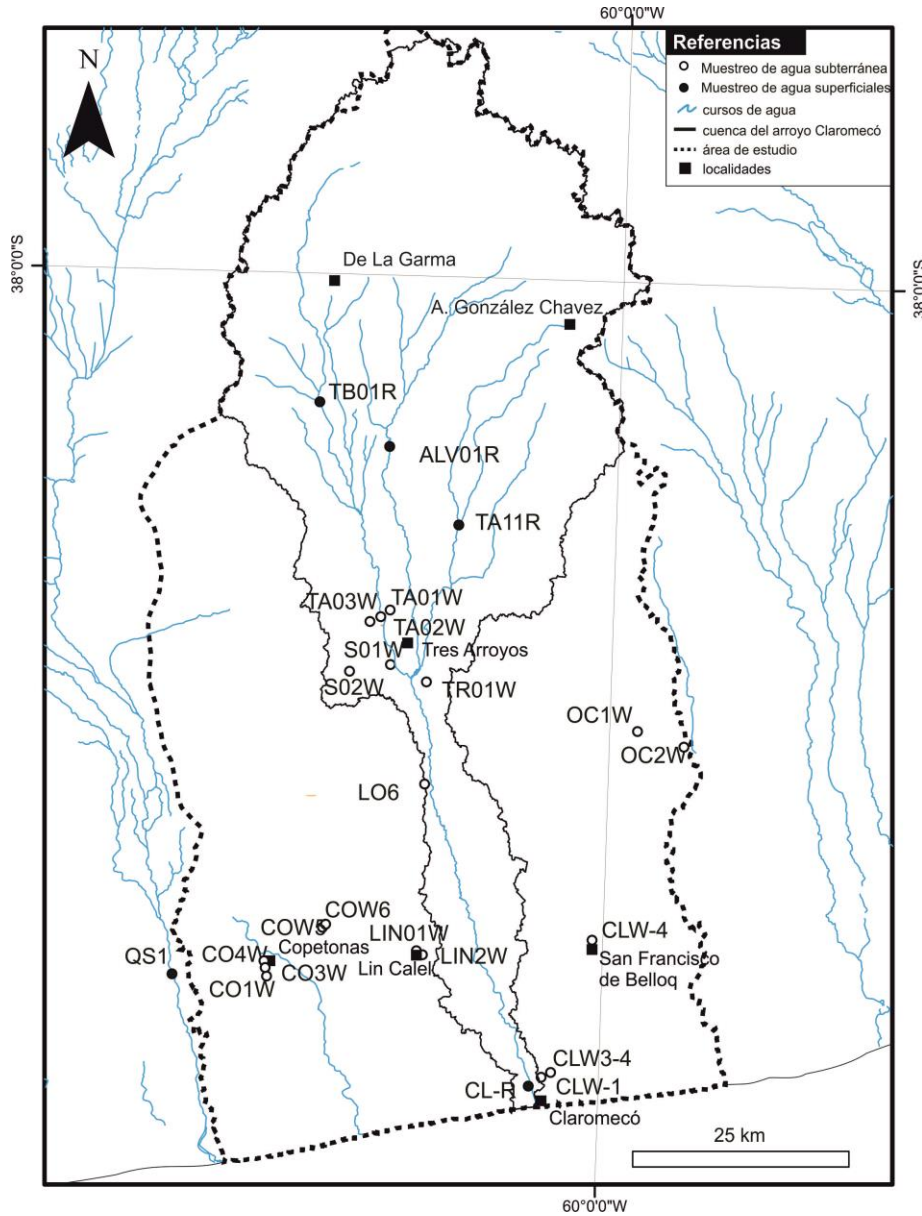 60°0'0"W
N
Referencias
Muestreo de agua subterránea
Muestreo de agua superficiales
cursos de agua
cuenca del arroyo Claromecó
área de estudio
localidades
38°0'0"S
38°0'0"S
De La Garma
A. González Chavez
TB01R
ALV01R
TA11R
TA03W
TA01W
TA02W
S01W
Tres Arroyos
S02W
TR01W
OC1W
OC2W
LO6
COW6
COW5
LIN01W
CLW-4
QS1
CO4W
Copetonas
Lin Calel
LIN2W
San Francisco
de Belloq
CO3W
CO1W
CLW3-4
CL-R
CLW-1
Claromecó
25 km
60°0'0"W